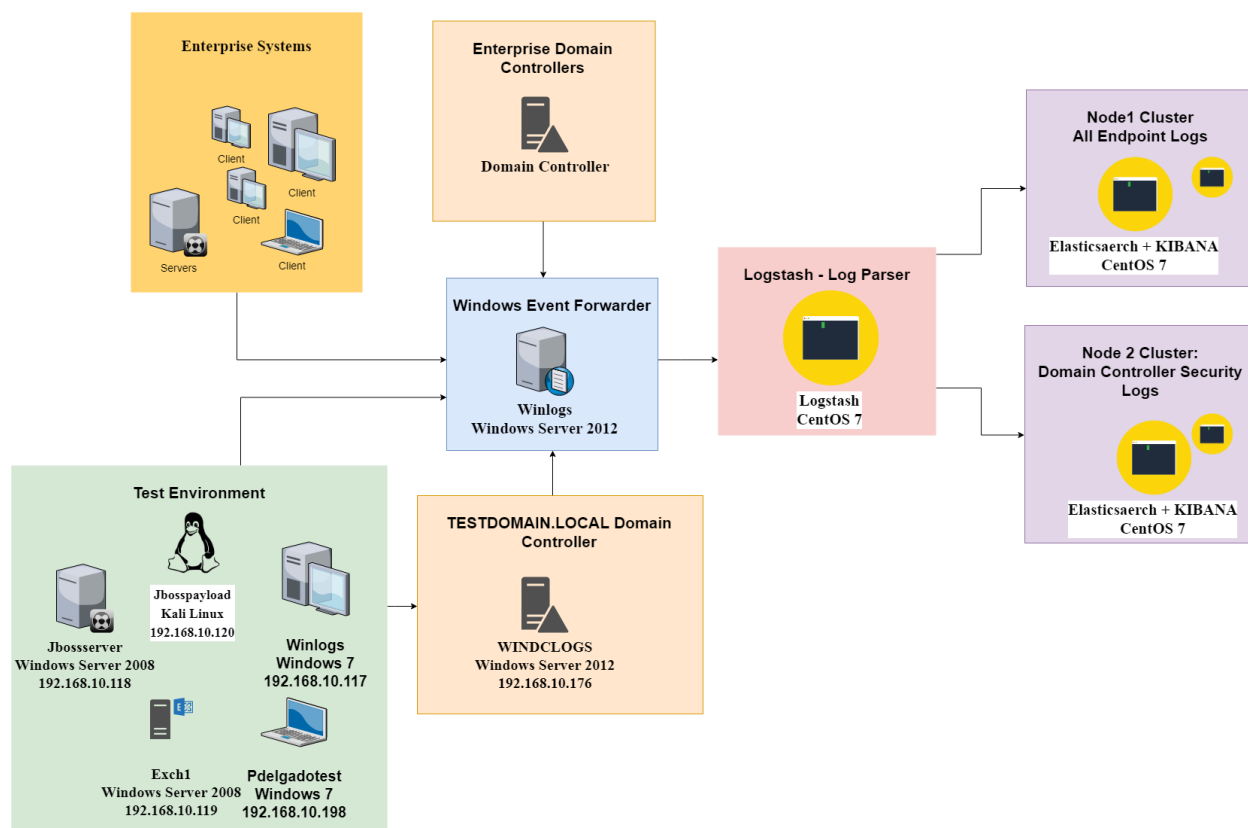 Enterprise Systems
Client
Client
Client
Servers
Client
Enterprise Domain
Controllers
Domain Controller
Windows Event Forwarder
Winlogs
Windows Server 2012
Logstash - Log Parser
Logstash
CentOS 7
Node1 Cluster
All Endpoint Logs
Elasticsaerch + KIBANA
CentOS 7
Node 2 Cluster:
Domain Controller Security
Logs
Elasticsaerch + KIBANA
CentOS 7
Test Environment
Jbosspayload
Kali Linux
192.168.10.120
Jbossserver
Windows Server 2008
192.168.10.118
Winlogs
Windows 7
192.168.10.117
Exch1
Windows Server 2008
192.168.10.119
Pdelgadotest
Windows 7
192.168.10.198
TESTDOMAIN.LOCAL Domain
Controller
WINDCLOGS
Windows Server 2012
192.168.10.176